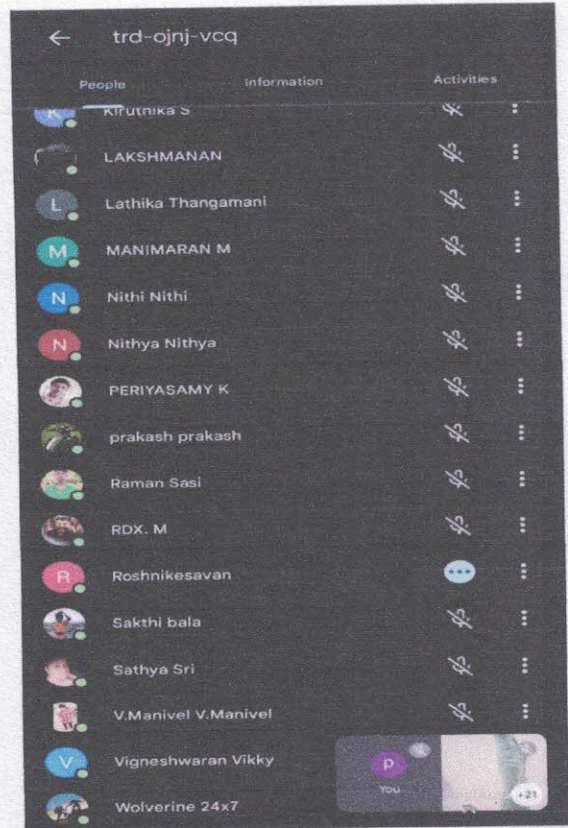 trd-ojnj-vcq
People Information Activities
K Kiruthika S
LAKSHMANAN
L Lathika Thangamani
M MANIMARAN M
N Nithi Nithi
N Nithya Nithya
PERIYASAMY K
prakash prakash
Raman Sasi
RDX. M
R Roshnikesavan
Sakthi bala
Sathya Sri
V.Manivel V.Manivel
V Vigneshwaran Vikky
P
You
+21
Wolverine 24x7